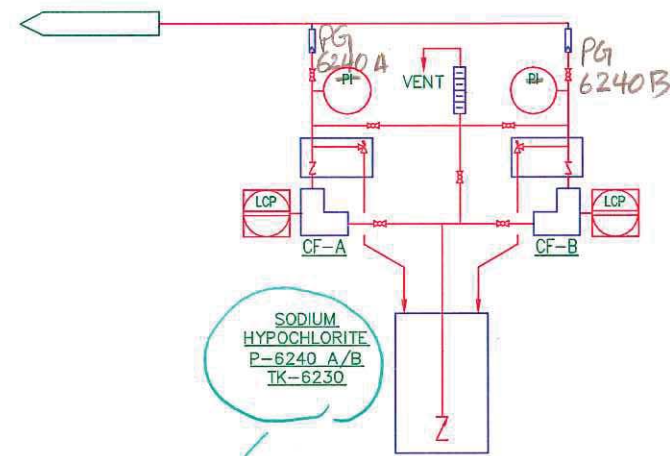 PG
6240 A
PI
VENT
PI
PG
6240 B
LCP
CF-A
LCP
CF-B
SODIUM
HYPOCHLORITE
P-6240 A/B
TK-6230